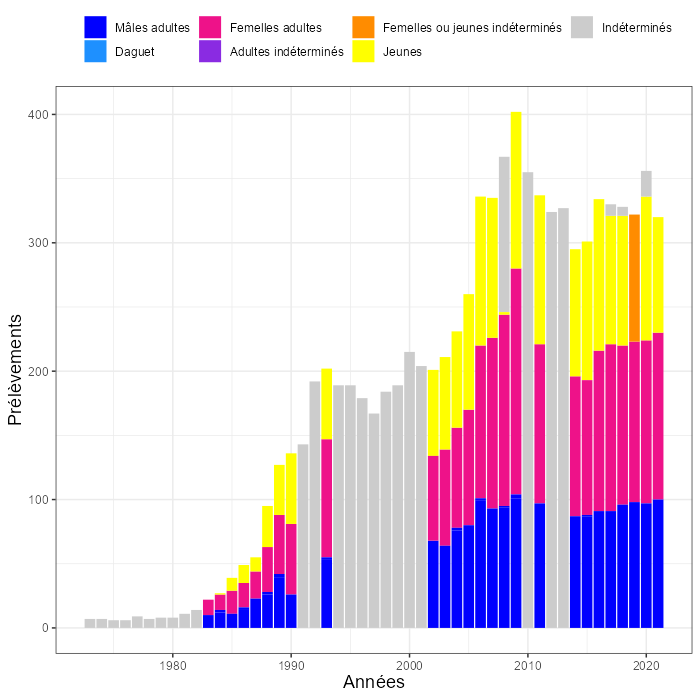 Mâles adultes Femelles adultes Femelles ou jeunes indéterminés Indéterminés
Daguet Adultes indéterminés Jeunes
400
300
200
100
0
Prélèvements
1980 1990 2000 2010 2020
Années